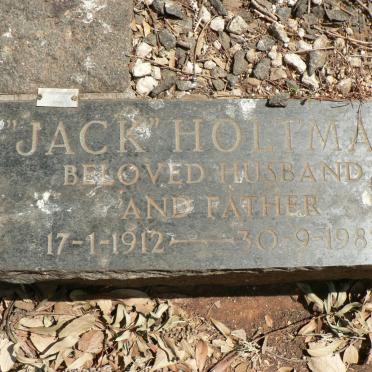 "JACK" HOLTMA
BELOVED HUSBAND
AND FATHER
17-1-1912 — 30-9-198